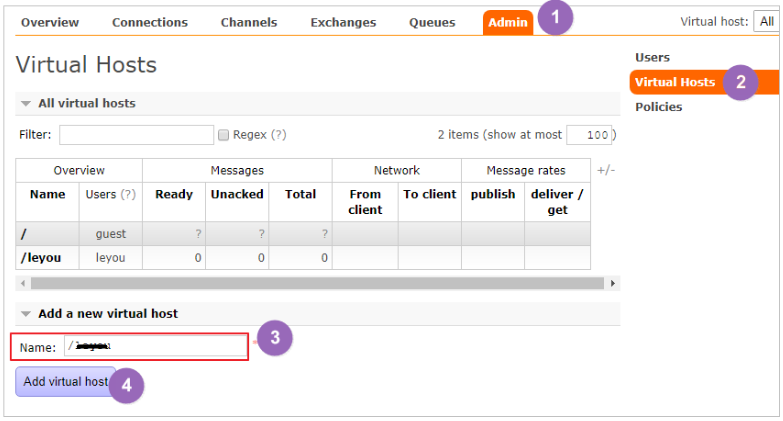 Overview Connections Channels Exchanges Queues Admin 1 Virtual host: All
Virtual Hosts
Users
Virtual Hosts 2
Policies
All virtual hosts
Filter: Regex (?) 2 items (show at most 100)
Overview Messages Network Message rates +/-
Name Users (?) Ready Unacked Total From client To client publish deliver / get
/ guest ? ? ?
/leyou leyou 0 0 0
Add a new virtual host
Name: / 3
Add virtual host 4